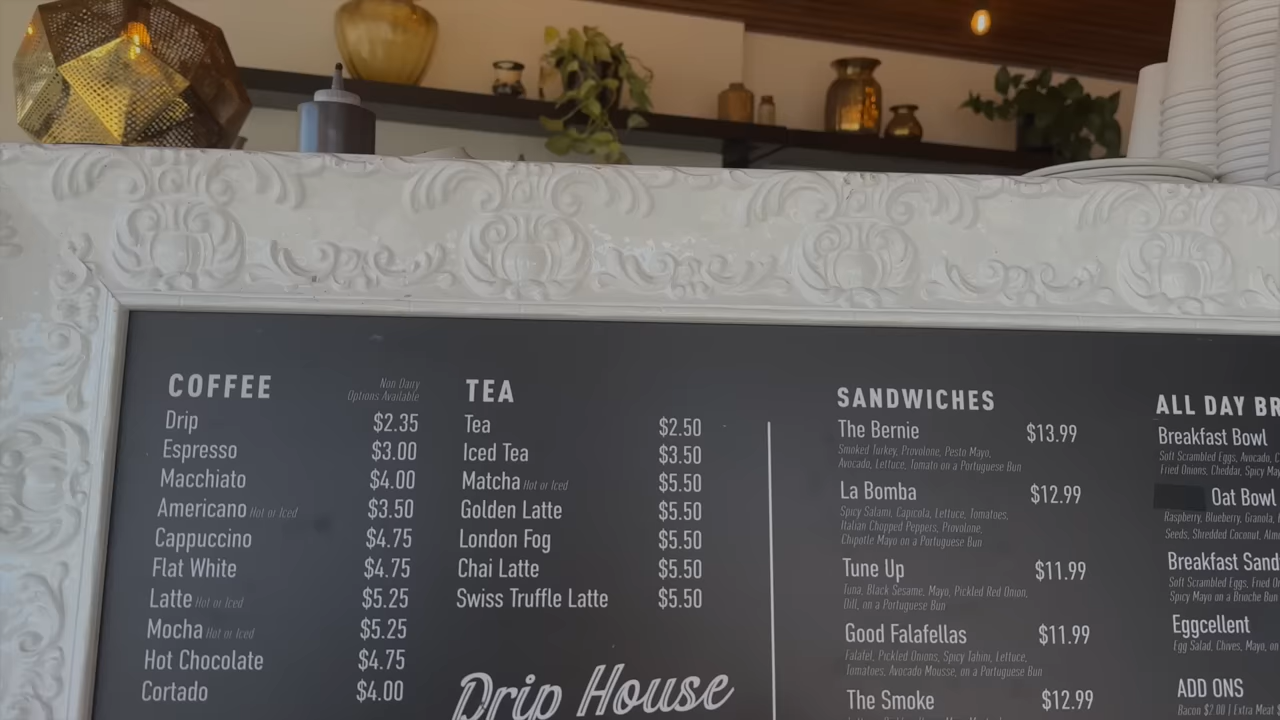 COFFEE
Non Dairy
Options Available
Drip $2.35
Espresso $3.00
Macchiato $4.00
Americano Hot or Iced $3.50
Cappuccino $4.75
Flat White $4.75
Latte Hot or Iced $5.25
Mocha Hot or Iced $5.25
Hot Chocolate $4.75
Cortado $4.00
TEA
Tea $2.50
Iced Tea $3.50
Matcha Hot or Iced $5.50
Golden Latte $5.50
London Fog $5.50
Chai Latte $5.50
Swiss Truffle Latte $5.50
Drip House
SANDWICHES
The Bernie $13.99
Smoked Turkey, Provolone, Pesto Mayo,
Avocado, Lettuce, Tomato on a Portuguese Bun
La Bomba $12.99
Spicy Salami, Capicola, Lettuce, Tomatoes,
Italian Chopped Peppers, Provolone,
Chipotle Mayo on a Portuguese Bun
Tune Up $11.99
Tuna, Black Sesame, Mayo, Pickled Red Onion,
Dill, on a Portuguese Bun
Good Falafellas $11.99
Falafel, Pickled Onions, Spicy Tahini, Lettuce,
Tomatoes, Avocado Mousse, on a Portuguese Bun
The Smoke $12.99
ALL DAY BR
Breakfast Bowl
Soft Scrambled Eggs, Avocado, C
Fried Onions, Cheddar, Spicy May
Oat Bowl
Raspberry, Blueberry, Granola,
Seeds, Shredded Coconut, Alm
Breakfast Sand
Soft Scrambled Eggs, Fried O
Spicy Mayo on a Brioche Bun
Eggcellent
Egg Salad, Chives, Mayo, on
ADD ONS
Bacon $2.00 | Extra Meat $